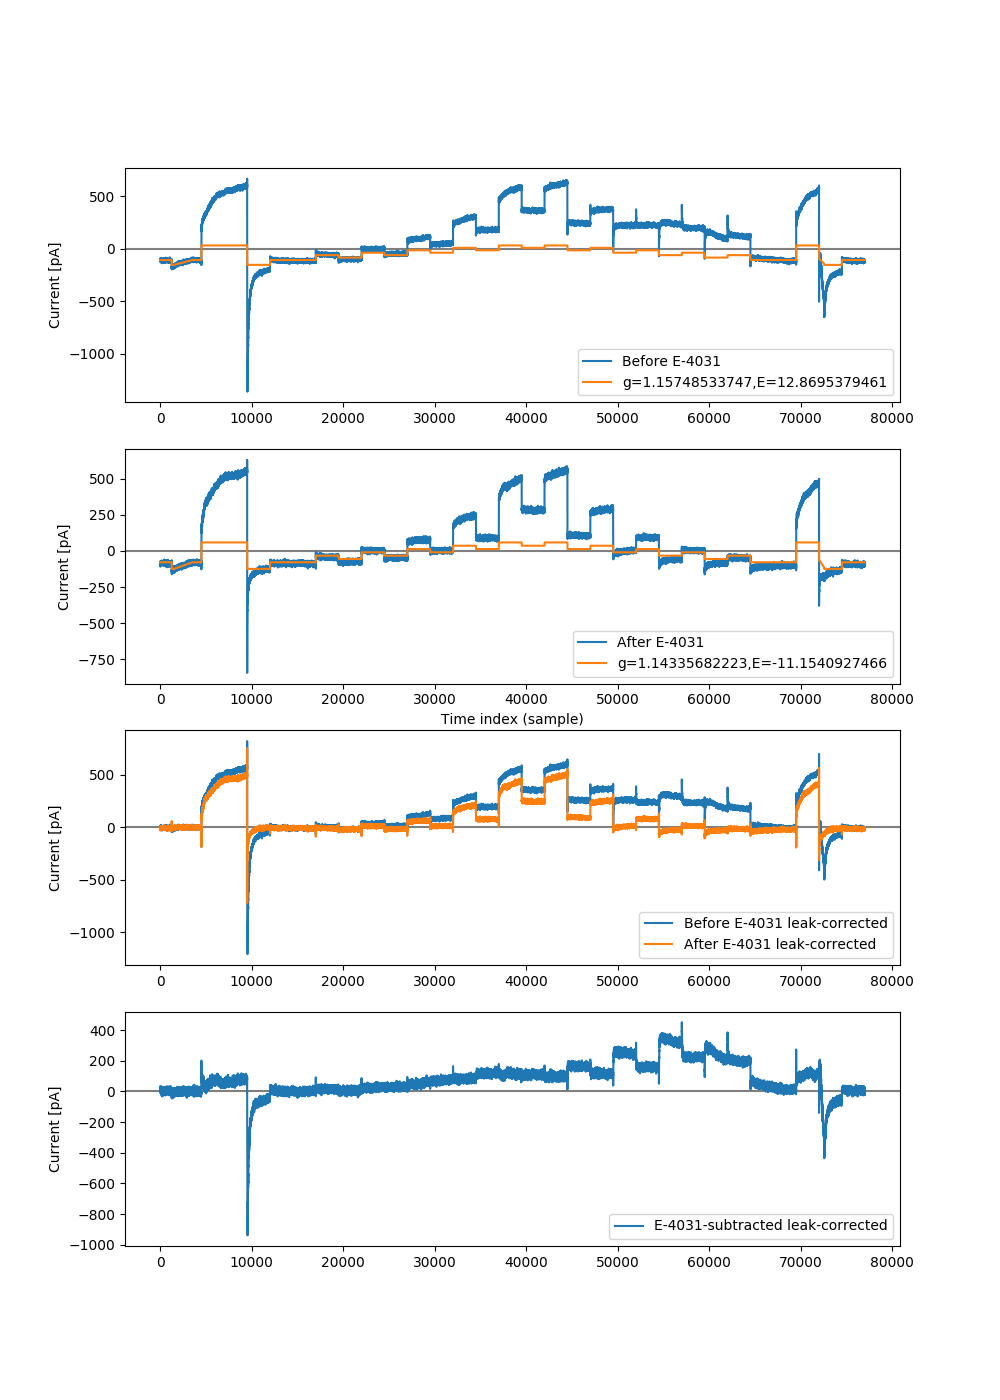 Current [pA]
500
0
−500
−1000
Before E-4031
g=1.15748533747,E=12.8695379461
0 10000 20000 30000 40000 50000 60000 70000 80000
Current [pA]
500
250
0
−250
−500
−750
After E-4031
g=1.14335682223,E=-11.1540927466
0 10000 20000 30000 40000 50000 60000 70000 80000
Time index (sample)
Current [pA]
500
0
−500
−1000
Before E-4031 leak-corrected
After E-4031 leak-corrected
0 10000 20000 30000 40000 50000 60000 70000 80000
Current [pA]
400
200
0
−200
−400
−600
−800
−1000
E-4031-subtracted leak-corrected
0 10000 20000 30000 40000 50000 60000 70000 80000